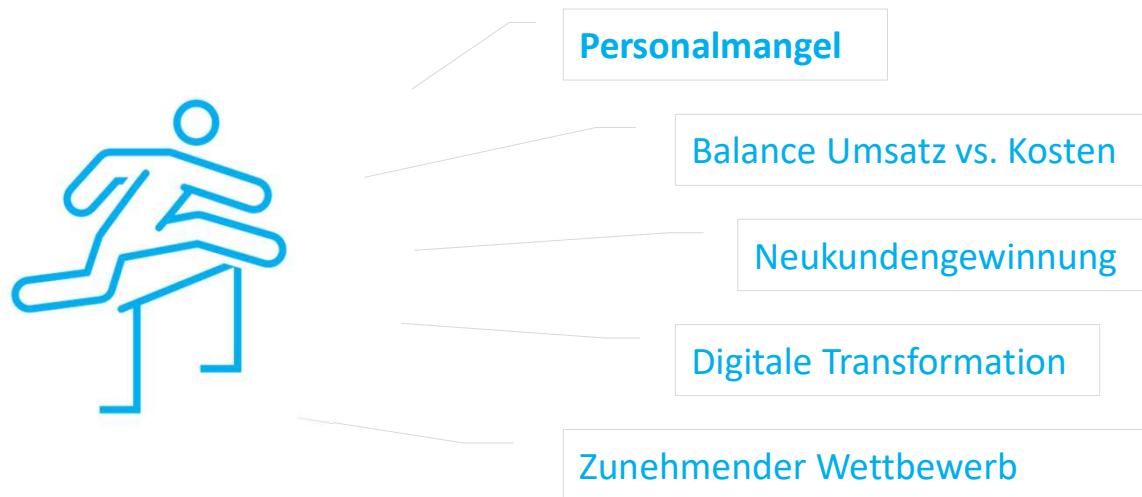 Personalmangel
Balance Umsatz vs. Kosten
Neukundengewinnung
Digitale Transformation
Zunehmender Wettbewerb